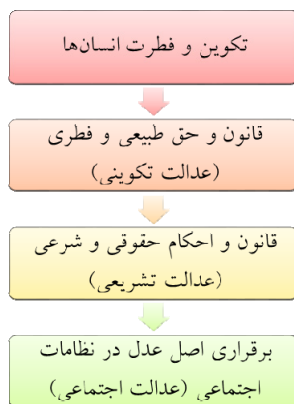 تکوین و فطرت انسان‌ها
قانون و حق طبیعی و فطری
(عدالت تکوینی)
قانون و احکام حقوقی و شرعی
(عدالت تشریعی)
برقراری اصل عدل در نظامات
اجتماعی (عدالت اجتماعی)